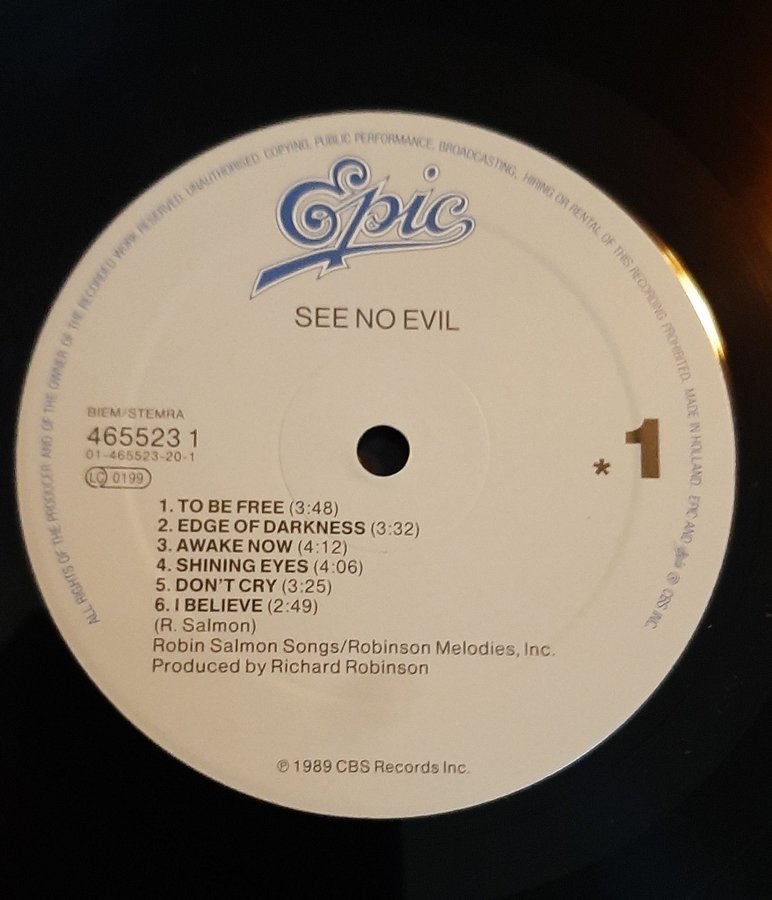 ALL RIGHTS OF THE PRODUCER AND OF THE OWNER OF THE RECORDED WORK RESERVED. UNAUTHORISED COPYING, PUBLIC PERFORMANCE, BROADCASTING, HIRING OR RENTAL OF THIS RECORDING PROHIBITED. MADE IN HOLLAND. EPIC AND Epic ® CBS INC.
Epic
SEE NO EVIL
BIEM/STEMRA
465523 1
01-465523-20-1
LC 0199
* 1
1. TO BE FREE (3:48)
2. EDGE OF DARKNESS (3:32)
3. AWAKE NOW (4:12)
4. SHINING EYES (4:06)
5. DON'T CRY (3:25)
6. I BELIEVE (2:49)
(R. Salmon)
Robin Salmon Songs/Robinson Melodies, Inc.
Produced by Richard Robinson
℗ 1989 CBS Records Inc.